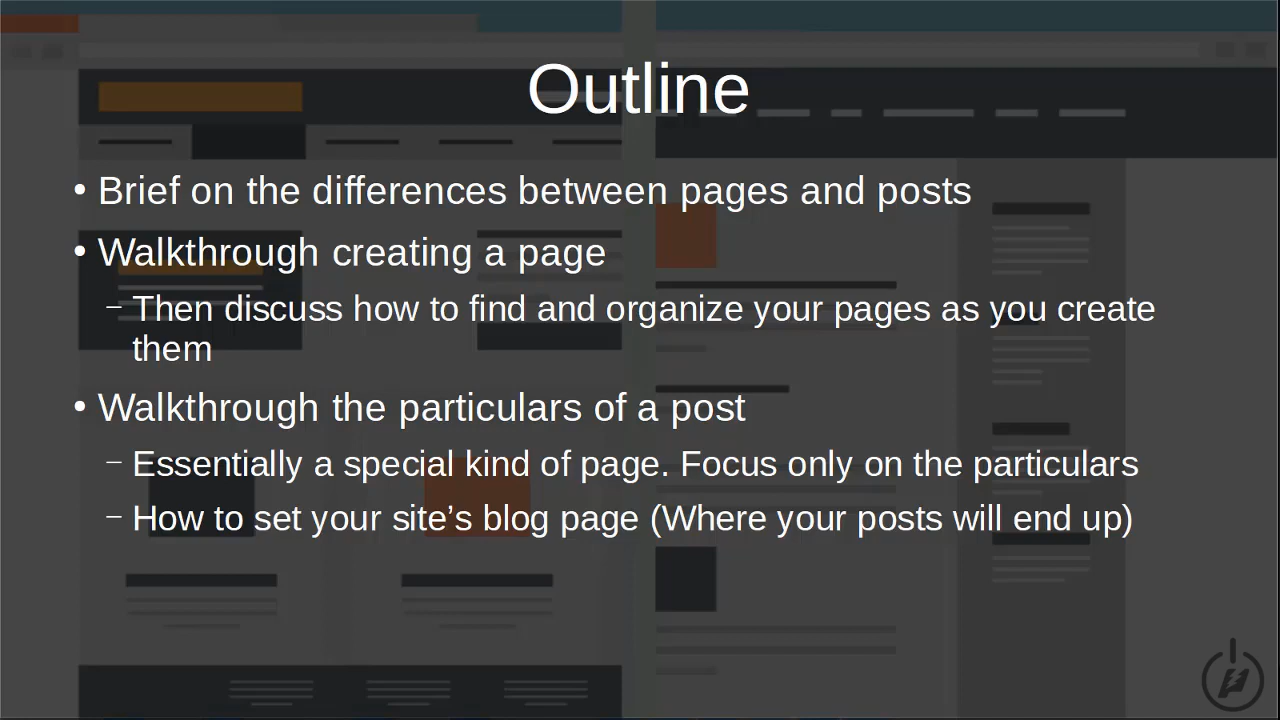 Outline
• Brief on the differences between pages and posts
• Walkthrough creating a page
– Then discuss how to find and organize your pages as you create
them
• Walkthrough the particulars of a post
– Essentially a special kind of page. Focus only on the particulars
– How to set your site’s blog page (Where your posts will end up)